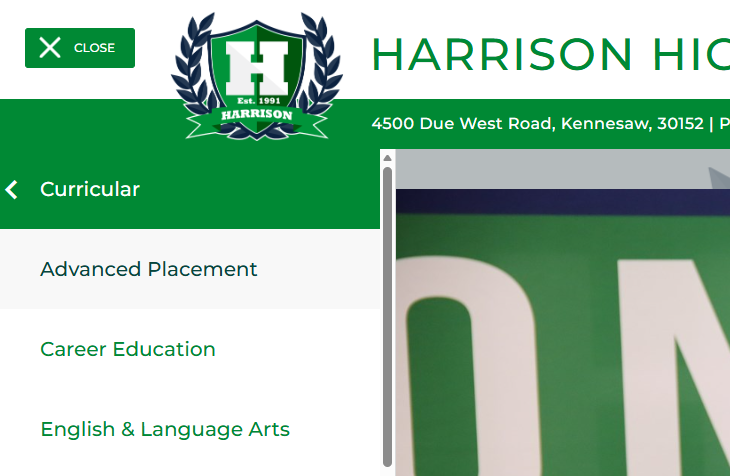 CLOSE
H
Est. 1991
HARRISON
HARRISON HIG
4500 Due West Road, Kennesaw, 30152 | P
Curricular
Advanced Placement
Career Education
English & Language Arts